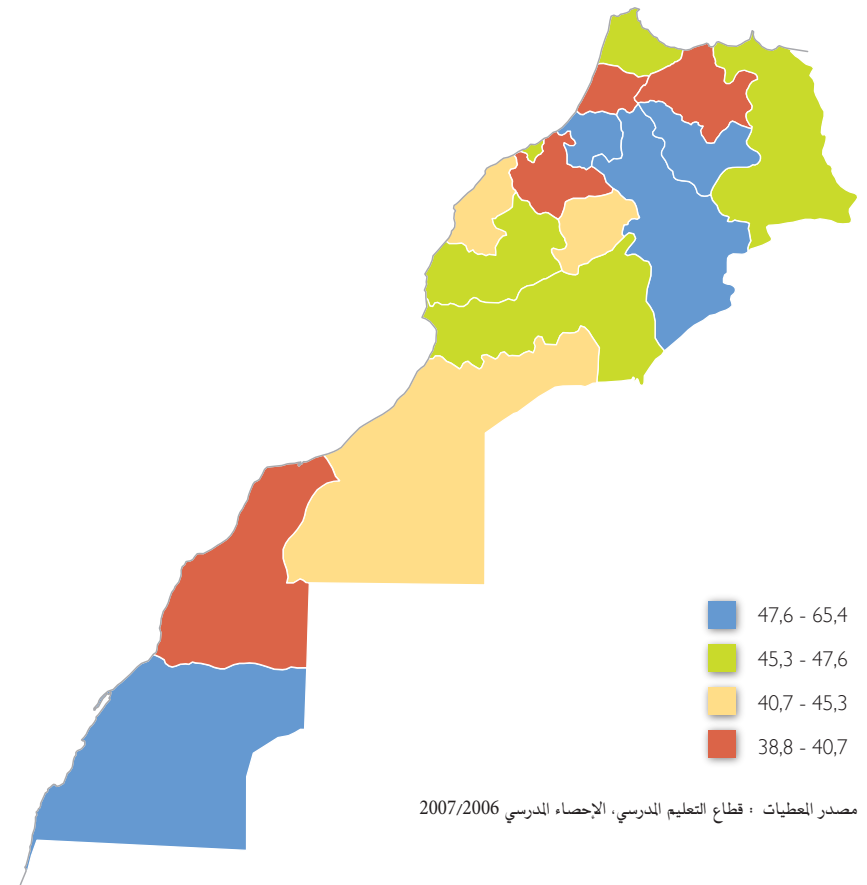 47,6 - 65,4
45,3 - 47,6
40,7 - 45,3
38,8 - 40,7
مصدر المعطيات : قطاع التعليم المدرسي، الإحصاء المدرسي 2007/2006